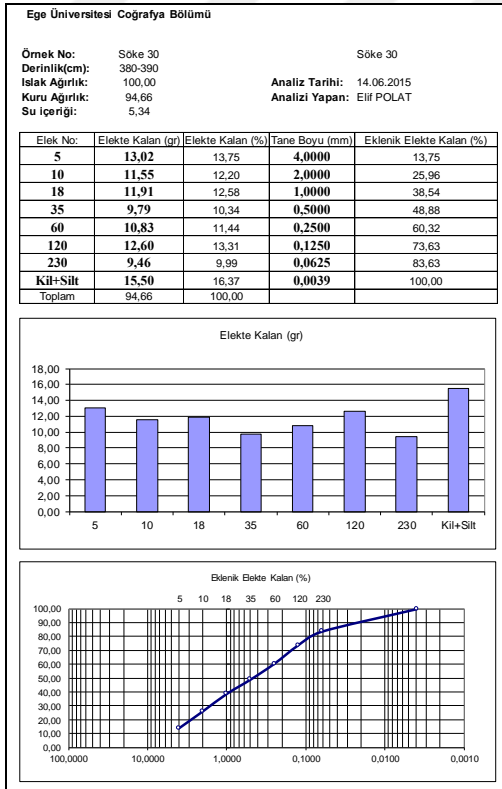 Ege Üniversitesi Coğrafya Bölümü
Örnek No: Söke 30 Söke 30
Derinlik(cm): 380-390
Islak Ağırlık: 100,00 Analiz Tarihi: 14.06.2015
Kuru Ağırlık: 94,66 Analizi Yapan: Elif POLAT
Su içeriği: 5,34
Elek No: Elekte Kalan (gr) Elekte Kalan (%) Tane Boyu (mm) Eklenik Elekte Kalan (%)
5 13,02 13,75 4,0000 13,75
10 11,55 12,20 2,0000 25,96
18 11,91 12,58 1,0000 38,54
35 9,79 10,34 0,5000 48,88
60 10,83 11,44 0,2500 60,32
120 12,60 13,31 0,1250 73,63
230 9,46 9,99 0,0625 83,63
Kil+Silt 15,50 16,37 0,0039 100,00
Toplam 94,66 100,00
Elekte Kalan (gr)
18,00
16,00
14,00
12,00
10,00
8,00
6,00
4,00
2,00
0,00
5 10 18 35 60 120 230 Kil+Silt
Eklenik Elekte Kalan (%)
5 10 18 35 60 120 230
100,00
90,00
80,00
70,00
60,00
50,00
40,00
30,00
20,00
10,00
0,00
100,0000 10,0000 1,0000 0,1000 0,0100 0,0010